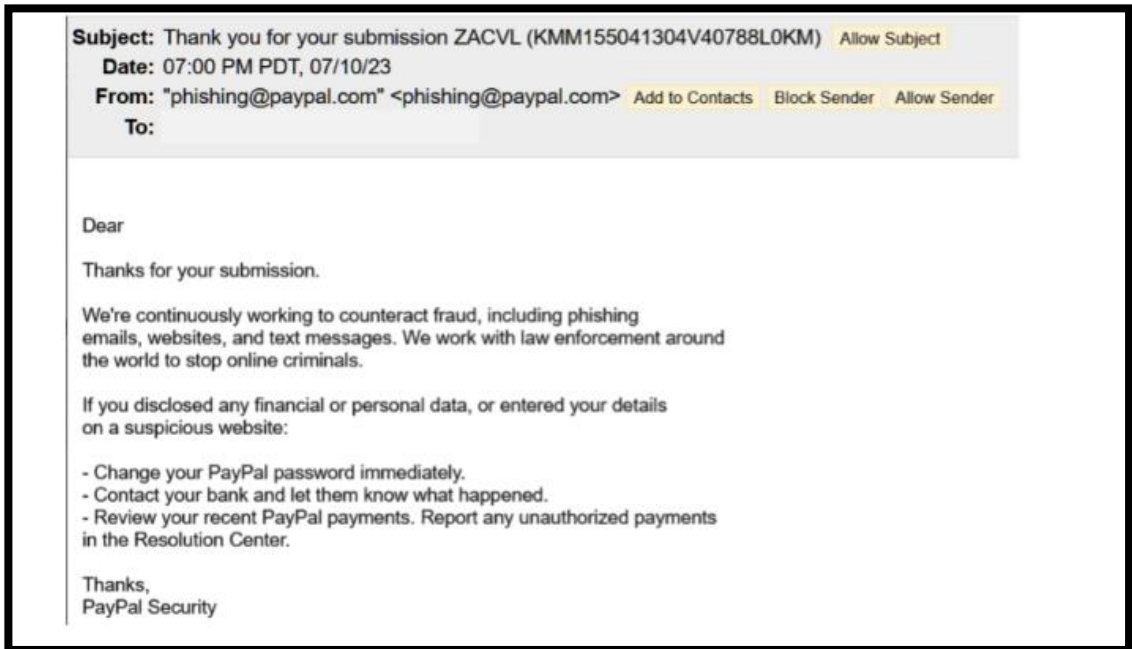 Subject: Thank you for your submission ZACVL (KMM155041304V40788L0KM) Allow Subject
Date: 07:00 PM PDT, 07/10/23
From: "phishing@paypal.com" <phishing@paypal.com> Add to Contacts Block Sender Allow Sender
To:
Dear
Thanks for your submission.
We're continuously working to counteract fraud, including phishing
emails, websites, and text messages. We work with law enforcement around
the world to stop online criminals.
If you disclosed any financial or personal data, or entered your details
on a suspicious website:
- Change your PayPal password immediately.
- Contact your bank and let them know what happened.
- Review your recent PayPal payments. Report any unauthorized payments
in the Resolution Center.
Thanks,
PayPal Security